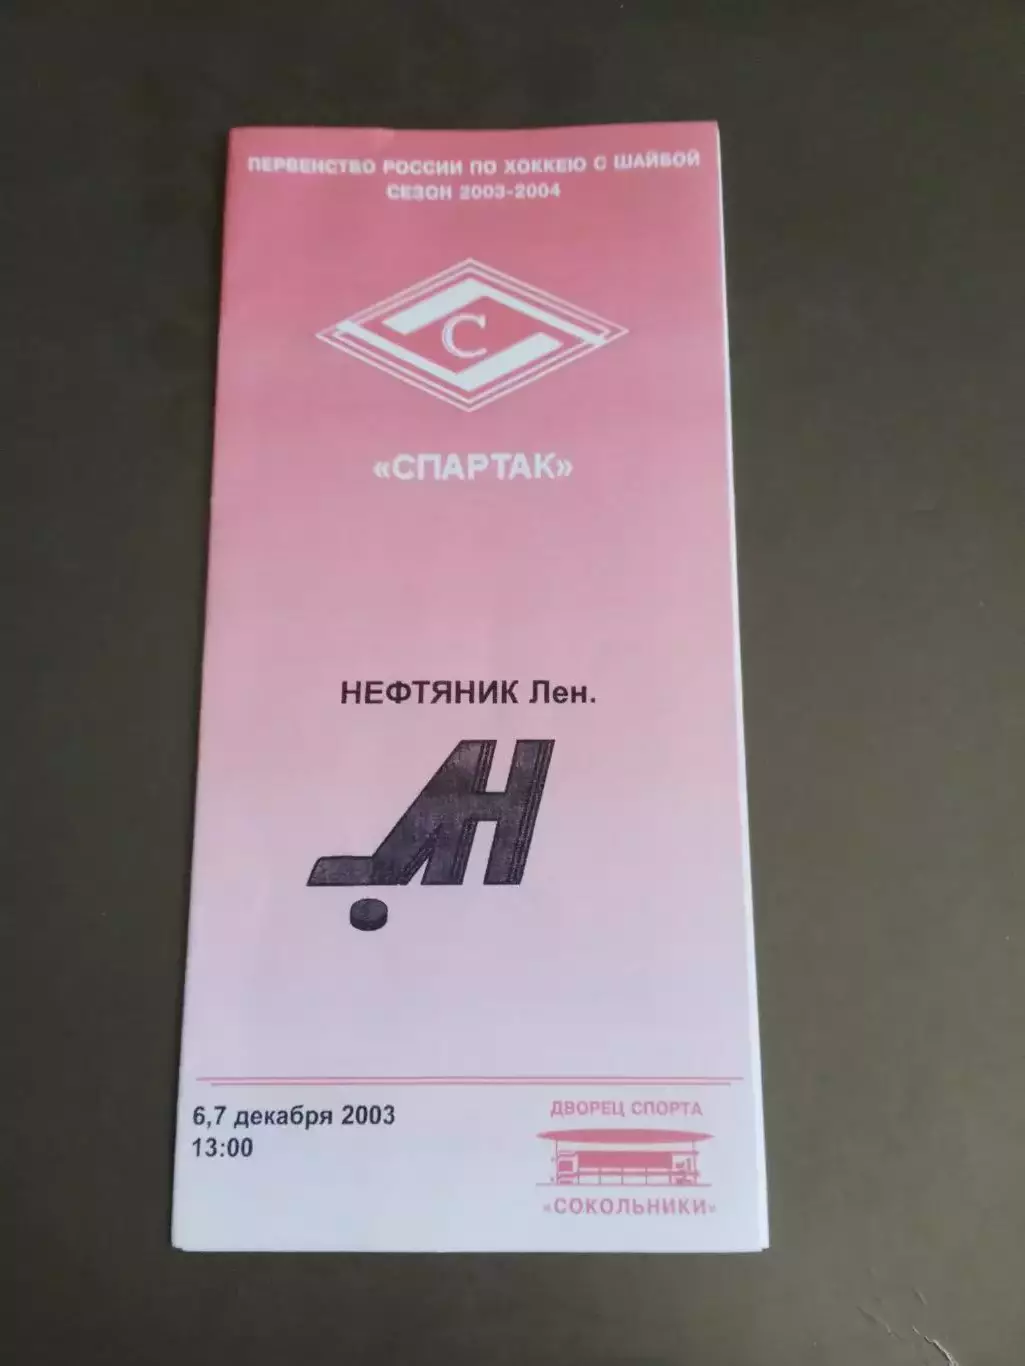 ПЕРВЕНСТВО РОССИИ ПО ХОККЕЮ С ШАЙБОЙ
СЕЗОН 2003-2004
С
«СПАРТАК»
НЕФТЯНИК Лен.
ЛН
6,7 декабря 2003
13:00
ДВОРЕЦ СПОРТА
«СОКОЛЬНИКИ»